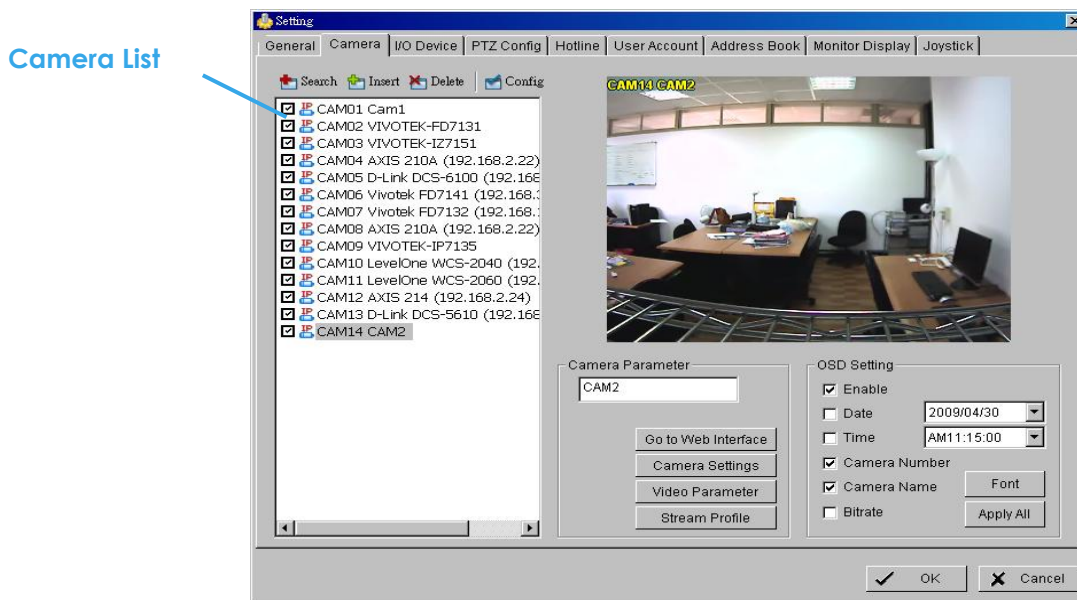 Camera List
Setting
General Camera I/O Device PTZ Config Hotline User Account Address Book Monitor Display Joystick
Search Insert Delete Config
CAM01 Cam1
CAM02 VIVOTEK-FD7131
CAM03 VIVOTEK-IZ7151
CAM04 AXIS 210A (192.168.2.22)
CAM05 D-Link DCS-6100 (192.168
CAM06 Vivotek FD7141 (192.168.
CAM07 Vivotek FD7132 (192.168.
CAM08 AXIS 210A (192.168.2.22)
CAM09 VIVOTEK-IP7135
CAM10 LevelOne WCS-2040 (192.
CAM11 LevelOne WCS-2060 (192.
CAM12 AXIS 214 (192.168.2.24)
CAM13 D-Link DCS-5610 (192.168
CAM14 CAM2
CAM14 CAM2
Camera Parameter
CAM2
Go to Web Interface
Camera Settings
Video Parameter
Stream Profile
OSD Setting
Enable
Date 2009/04/30
Time AM11:15:00
Camera Number
Camera Name Font
Bitrate Apply All
OK Cancel